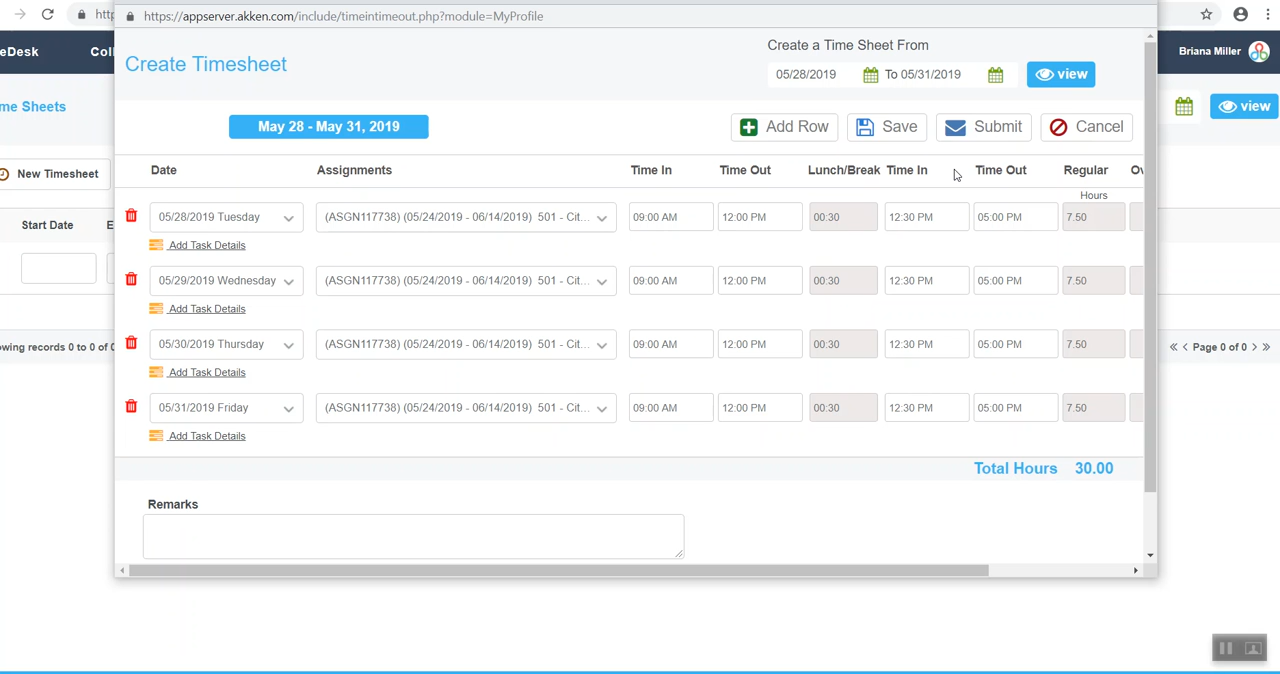 https://appserver.akken.com/include/timeintimeout.php?module=MyProfile
eDesk
Briana Miller
Create Timesheet
Create a Time Sheet From
05/28/2019 To 05/31/2019 view
me Sheets
view
May 28 - May 31, 2019
Add Row Save Submit Cancel
New Timesheet
Date Assignments Time In Time Out Lunch/Break Time In Time Out Regular
Hours
Start Date
05/28/2019 Tuesday (ASGN117738) (05/24/2019 - 06/14/2019) 501 - Cit... 09:00 AM 12:00 PM 00:30 12:30 PM 05:00 PM 7.50
Add Task Details
05/29/2019 Wednesday (ASGN117738) (05/24/2019 - 06/14/2019) 501 - Cit... 09:00 AM 12:00 PM 00:30 12:30 PM 05:00 PM 7.50
Add Task Details
05/30/2019 Thursday (ASGN117738) (05/24/2019 - 06/14/2019) 501 - Cit... 09:00 AM 12:00 PM 00:30 12:30 PM 05:00 PM 7.50
owing records 0 to 0 of 0
Page 0 of 0
Add Task Details
05/31/2019 Friday (ASGN117738) (05/24/2019 - 06/14/2019) 501 - Cit... 09:00 AM 12:00 PM 00:30 12:30 PM 05:00 PM 7.50
Add Task Details
Total Hours 30.00
Remarks